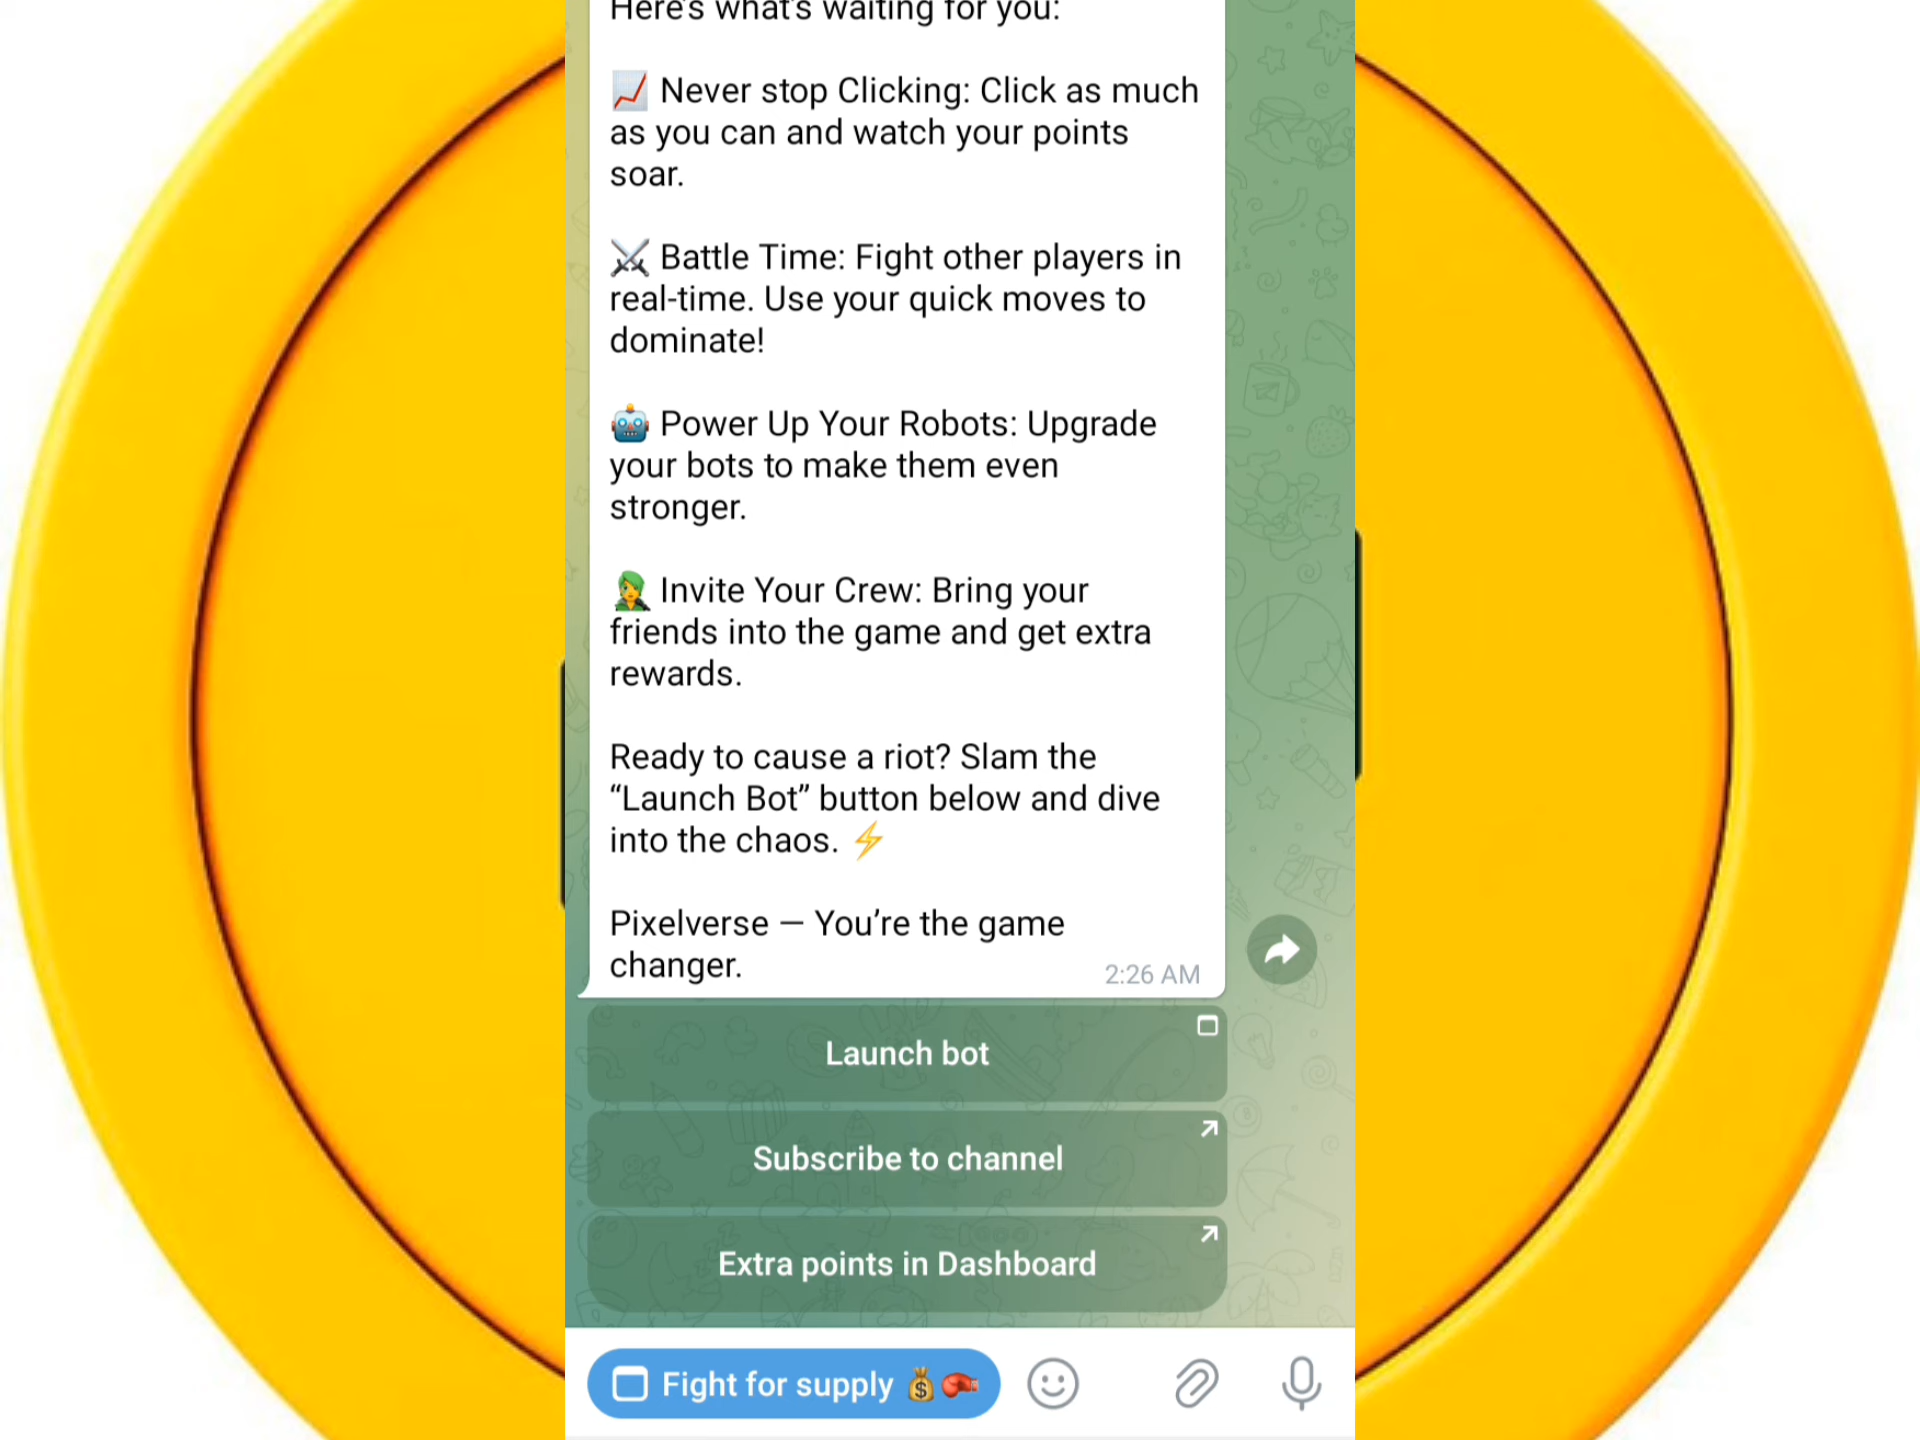 Here's what's waiting for you:
📈 Never stop Clicking: Click as much
as you can and watch your points
soar.
⚔️ Battle Time: Fight other players in
real-time. Use your quick moves to
dominate!
🤖 Power Up Your Robots: Upgrade
your bots to make them even
stronger.
🧝‍♂️ Invite Your Crew: Bring your
friends into the game and get extra
rewards.
Ready to cause a riot? Slam the
“Launch Bot” button below and dive
into the chaos. ⚡
Pixelverse — You’re the game
changer.
2:26 AM
Launch bot
Subscribe to channel
Extra points in Dashboard
Fight for supply 💰🥊